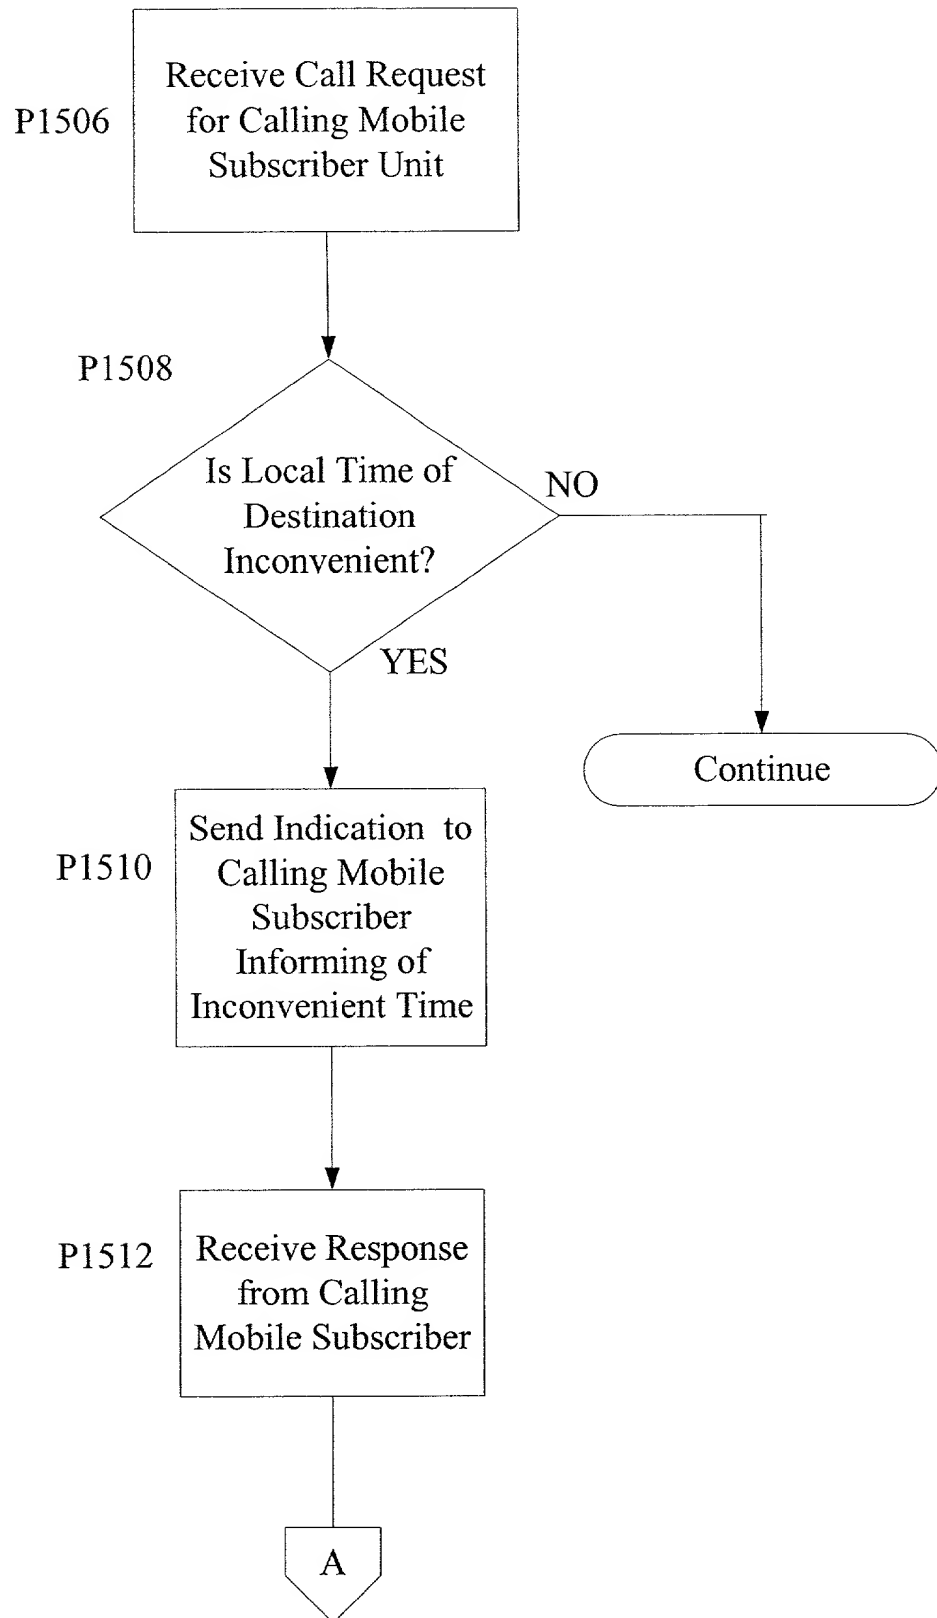 Receive Call Request
for Calling Mobile
Subscriber Unit
P1506
P1508
Is Local Time of
Destination
Inconvenient?
NO
YES
Continue
P1510
Send Indication to
Calling Mobile
Subscriber
Informing of
Inconvenient Time
P1512
Receive Response
from Calling
Mobile Subscriber
A